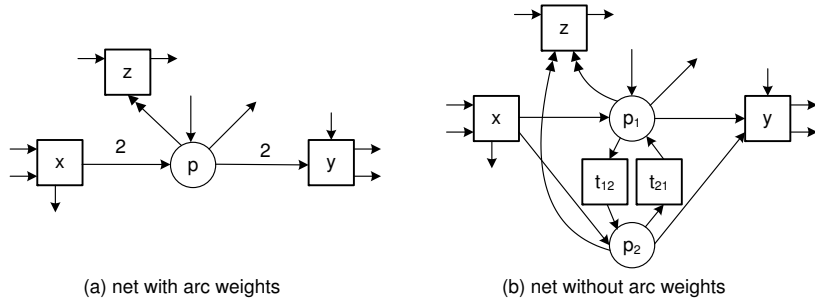 z
x
2
p
2
y
(a) net with arc weights
z
x
p1
y
t12
t21
p2
(b) net without arc weights